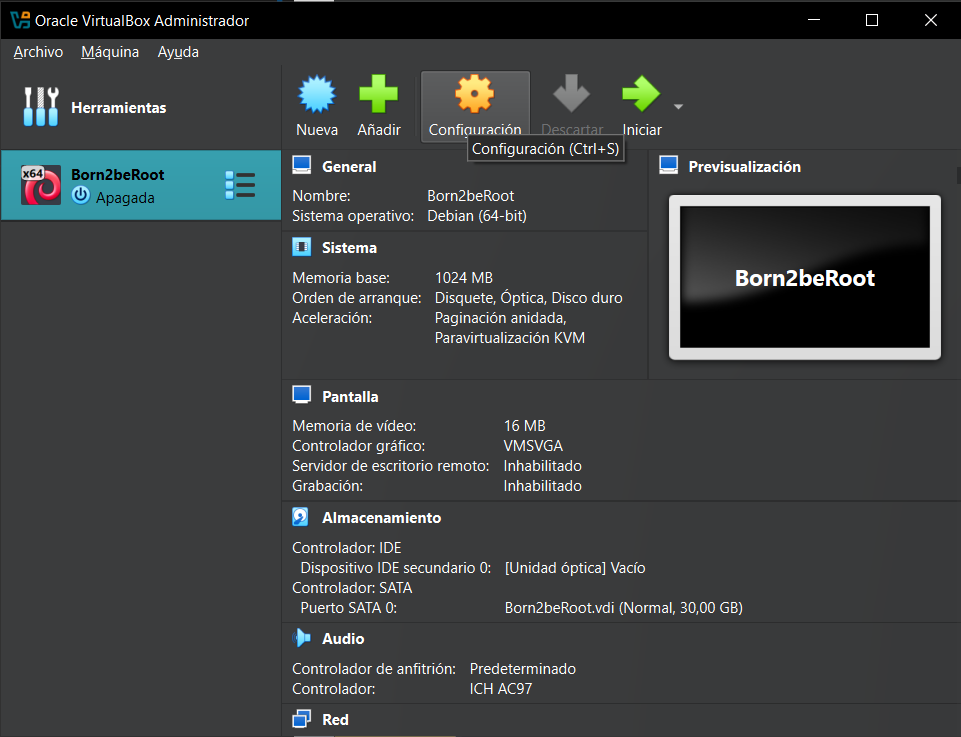 Oracle VirtualBox Administrador
Archivo Máquina Ayuda
Herramientas
Nueva Añadir Configuración Descartar Iniciar
Configuración (Ctrl+S)
x64
Born2beRoot
Apagada
General
Nombre: Born2beRoot
Sistema operativo: Debian (64-bit)
Sistema
Memoria base: 1024 MB
Orden de arranque: Disquete, Óptica, Disco duro
Aceleración: Paginación anidada,
Paravirtualización KVM
Previsualización
Born2beRoot
Pantalla
Memoria de vídeo: 16 MB
Controlador gráfico: VMSVGA
Servidor de escritorio remoto: Inhabilitado
Grabación: Inhabilitado
Almacenamiento
Controlador: IDE
Dispositivo IDE secundario 0: [Unidad óptica] Vacío
Controlador: SATA
Puerto SATA 0: Born2beRoot.vdi (Normal, 30,00 GB)
Audio
Controlador de anfitrión: Predeterminado
Controlador: ICH AC97
Red